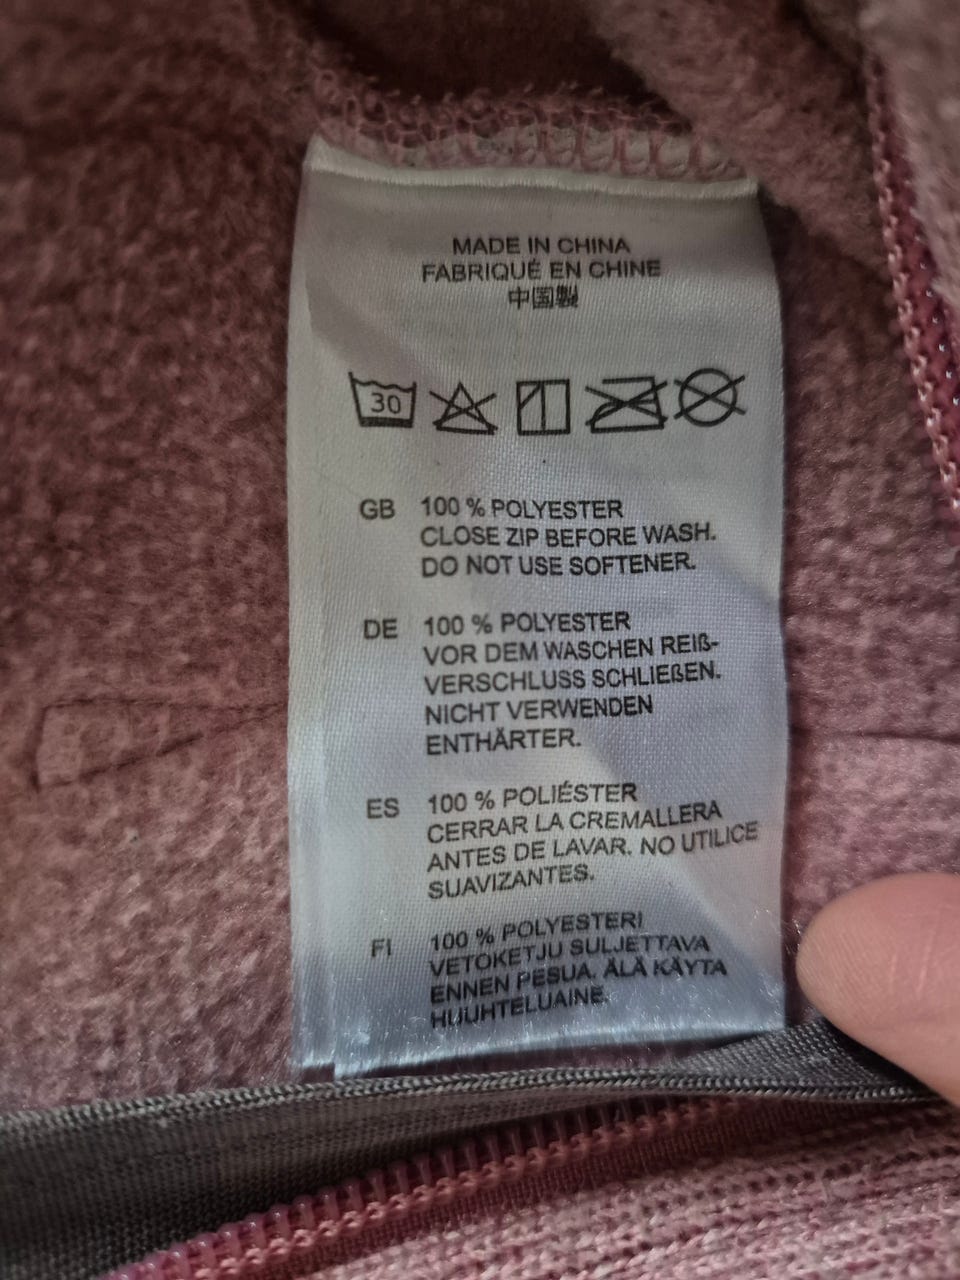 MADE IN CHINA
FABRIQUÉ EN CHINE
中国製
30
GB 100 % POLYESTER
CLOSE ZIP BEFORE WASH.
DO NOT USE SOFTENER.
DE 100 % POLYESTER
VOR DEM WASCHEN REIß-
VERSCHLUSS SCHLIEßEN.
NICHT VERWENDEN
ENTHÄRTER.
ES 100 % POLIÉSTER
CERRAR LA CREMALLERA
ANTES DE LAVAR. NO UTILICE
SUAVIZANTES.
FI 100 % POLYESTERI
VETOKETJU SULJETTAVA
ENNEN PESUA. ÄLÄ KÄYTA
HUUHTELUAINE.